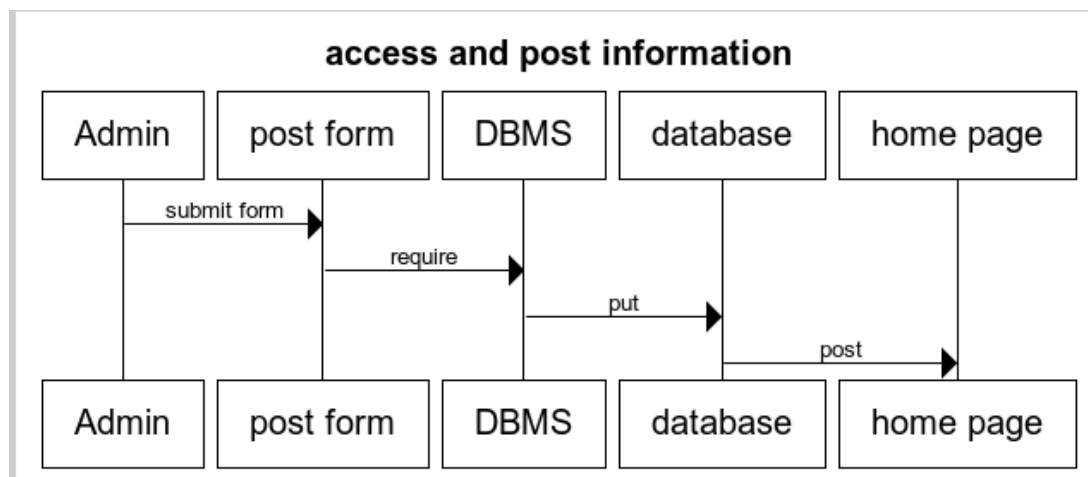 access and post information
Admin post form DBMS database home page
submit form
require
put
post
Admin post form DBMS database home page